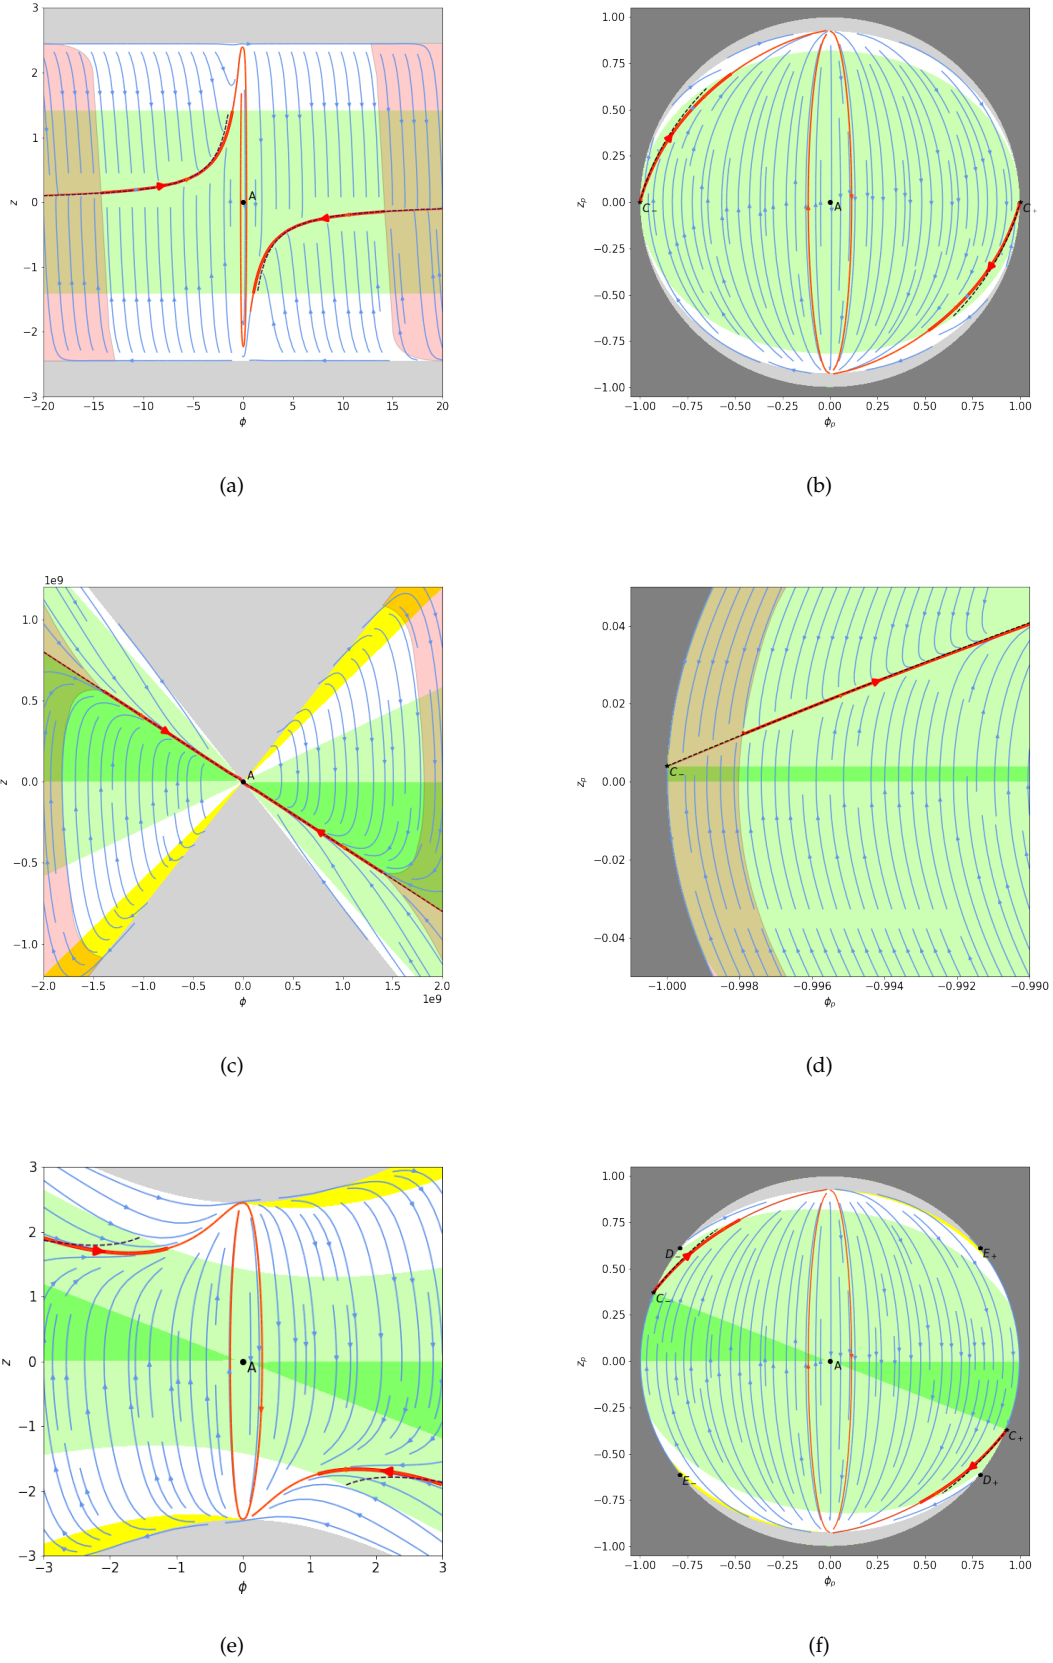 3
2
1
0
−1
−2
−3
z
A
−20 −15 −10 −5 0 5 10 15 20
ϕ
(a)
1.00
0.75
0.50
0.25
0.00
−0.25
−0.50
−0.75
−1.00
z_p
C_− A C_+
−1.00 −0.75 −0.50 −0.25 0.00 0.25 0.50 0.75 1.00
ϕ_p
(b)
1e9
1.0
0.5
0.0
−0.5
−1.0
z
A
−2.0 −1.5 −1.0 −0.5 0.0 0.5 1.0 1.5 2.0
1e9
ϕ
(c)
0.04
0.02
0.00
−0.02
−0.04
z_p
C_−
−1.000 −0.998 −0.996 −0.994 −0.992 −0.990
ϕ_p
(d)
3
2
1
0
−1
−2
−3
z
A
−3 −2 −1 0 1 2 3
ϕ
(e)
1.00
0.75
0.50
0.25
0.00
−0.25
−0.50
−0.75
−1.00
z_p
D_− E_+
C_−
A
C_+
E_− D_+
−1.00 −0.75 −0.50 −0.25 0.00 0.25 0.50 0.75 1.00
ϕ_p
(f)